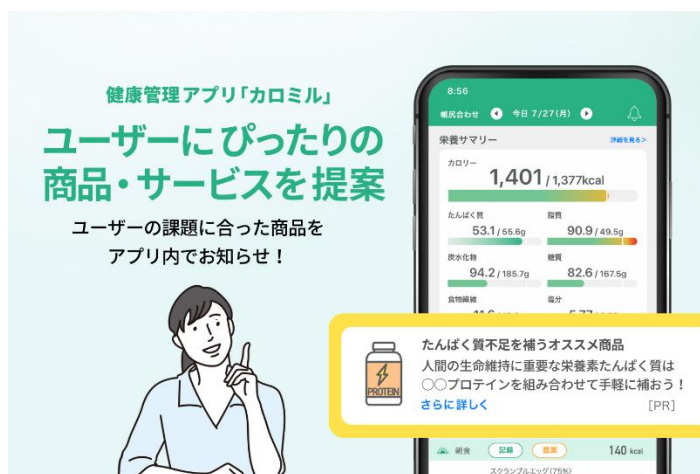 健康管理アプリ「カロミル」
ユーザーにぴったりの
商品・サービスを提案
ユーザーの課題に合った商品を
アプリ内でお知らせ！
8:56
帳尻合わせ
今日 7/27(月)
栄養サマリー
詳細を見る>
カロリー
1,401 / 1,377kcal
たんぱく質
脂質
53.1 / 55.6g
90.9 / 49.5g
炭水化物
糖質
94.2 / 185.7g
82.6 / 167.5g
食物繊維
塩分
たんぱく質不足を補うオススメ商品
人間の生命維持に重要な栄養素たんぱく質は
○○プロテインを組み合わせて手軽に補おう！
さらに詳しく
[PR]
PROTEIN
朝食
記録
提案
140 kcal
スクランブルエッグ(75%)